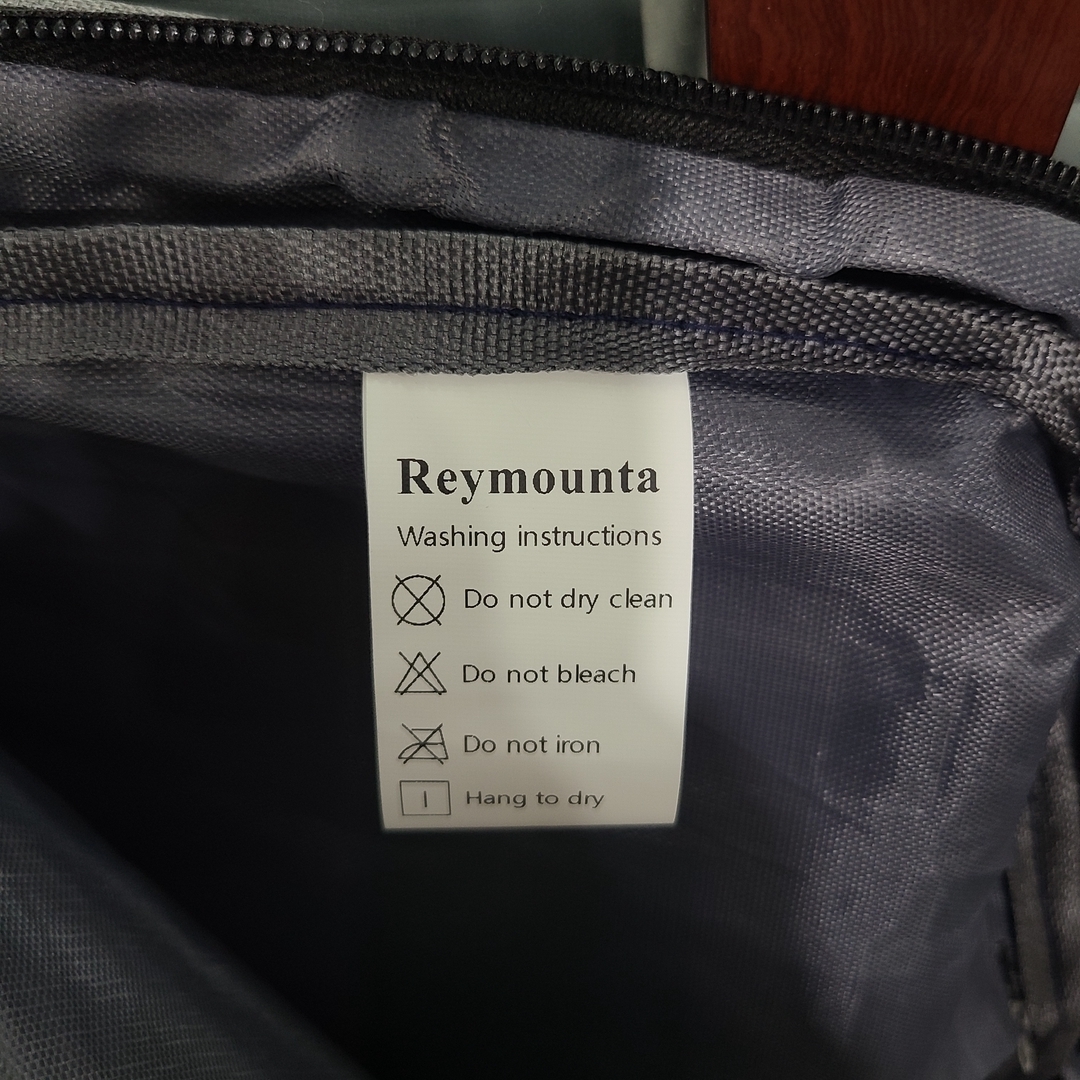 Reymounta
Washing instructions
Do not dry clean
Do not bleach
Do not iron
Hang to dry